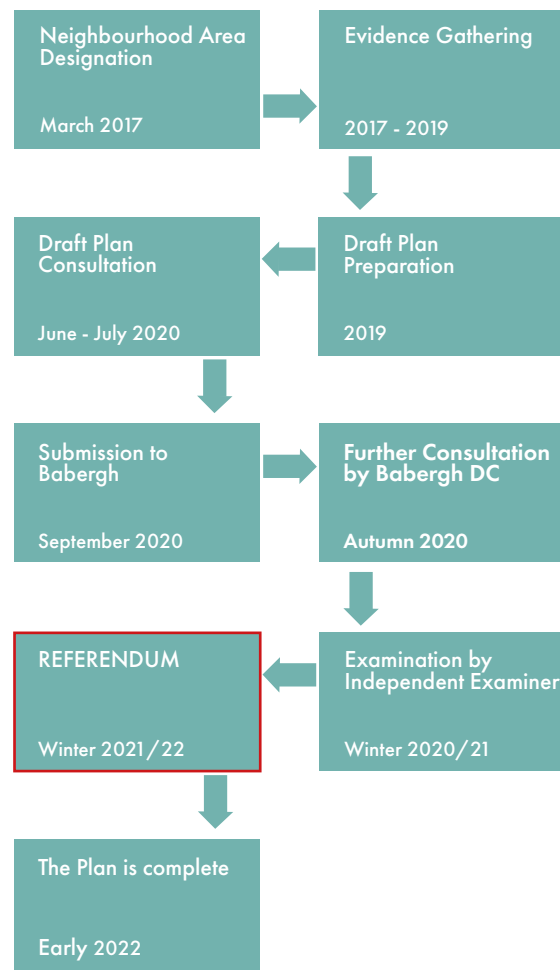 Neighbourhood Area
Designation
March 2017
Evidence Gathering
2017 - 2019
Draft Plan
Preparation
2019
Draft Plan
Consultation
June - July 2020
Submission to
Babergh
September 2020
Further Consultation
by Babergh DC
Autumn 2020
Examination by
Independent Examiner
Winter 2020/21
REFERENDUM
Winter 2021/22
The Plan is complete
Early 2022